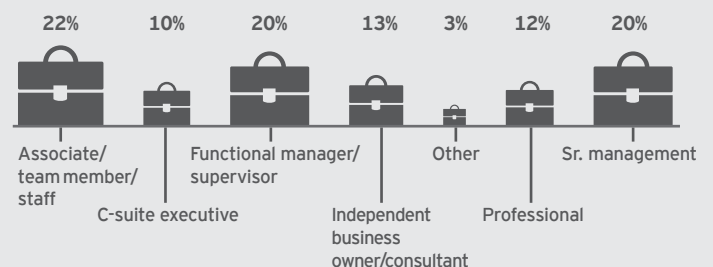 22% 10% 20% 13% 3% 12% 20%
Associate/
team member/
staff
C-suite executive
Functional manager/
supervisor
Independent
business
owner/consultant
Other
Professional
Sr. management